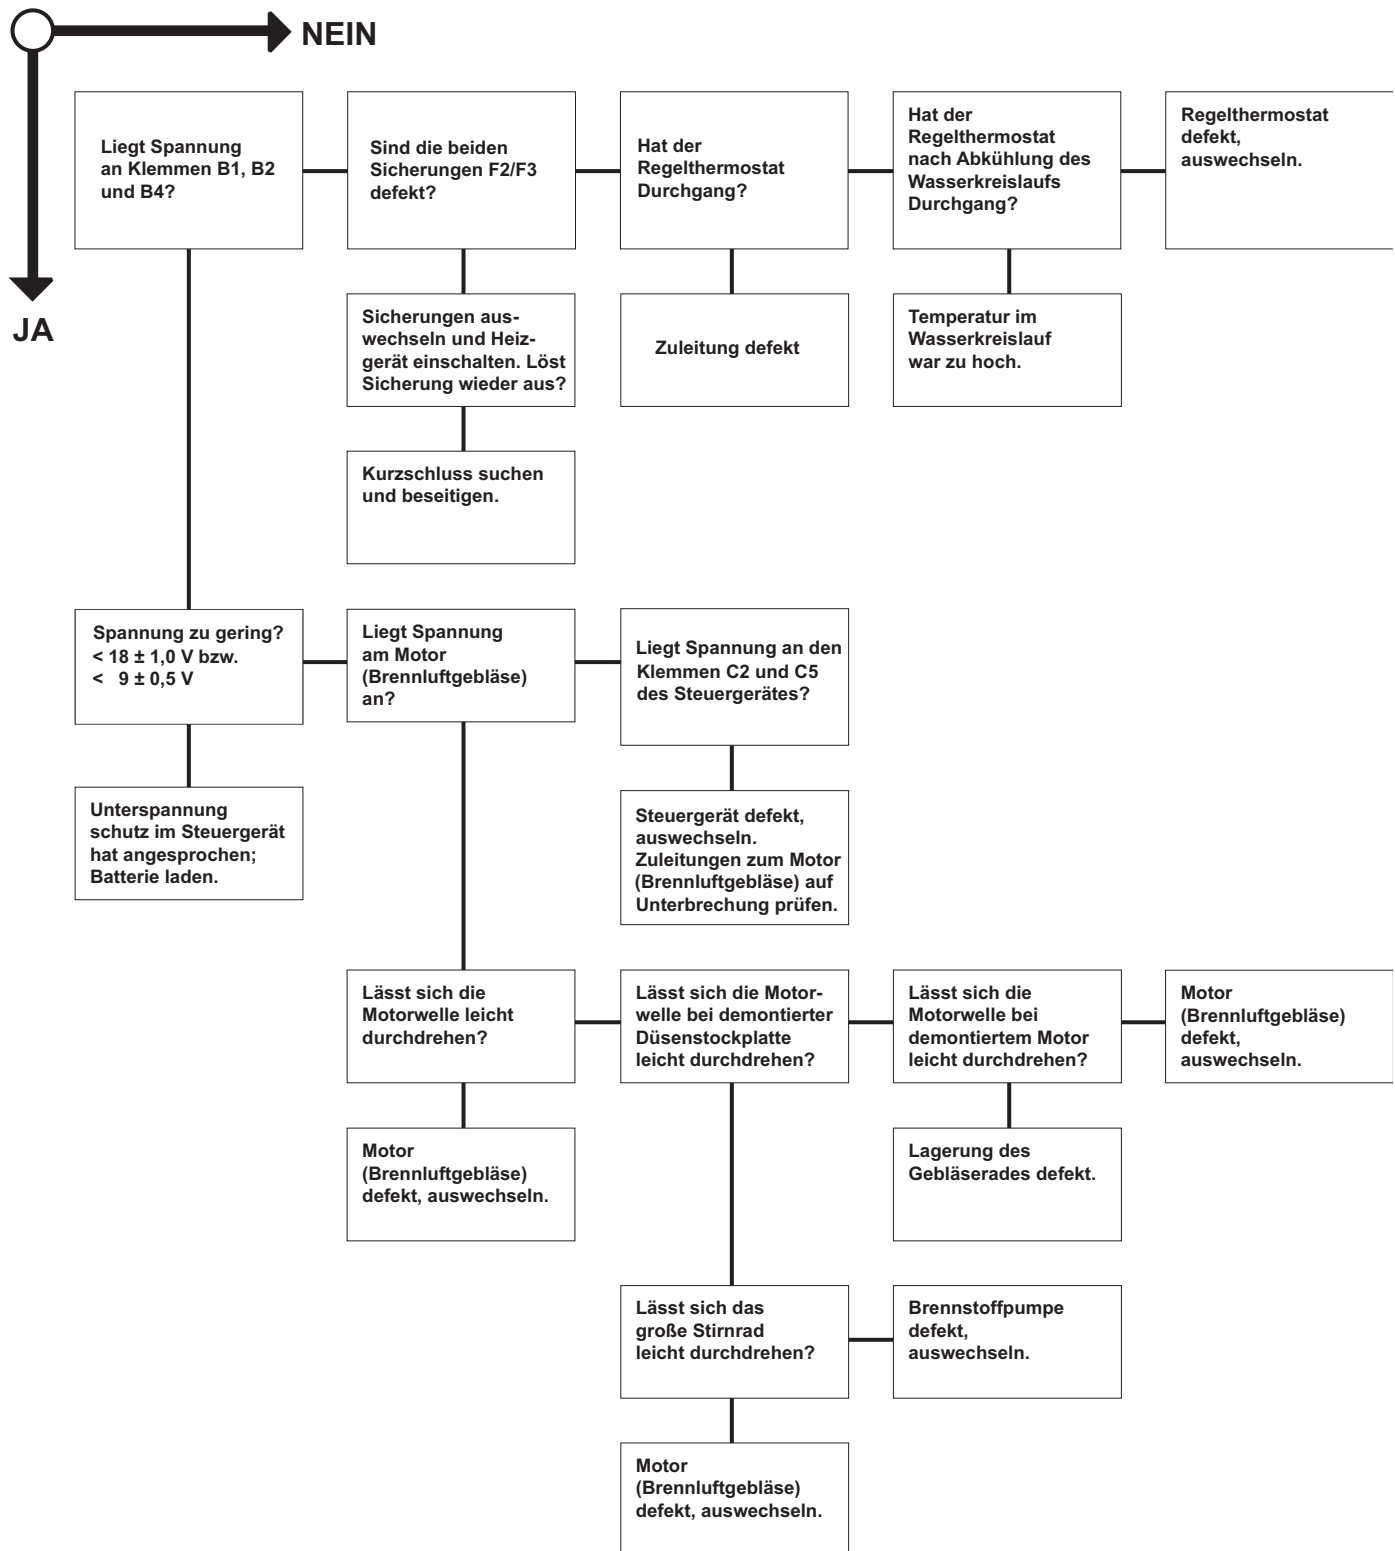 NEIN
JA
Liegt Spannung
an Klemmen B1, B2
und B4?
Sind die beiden
Sicherungen F2/F3
defekt?
Hat der
Regelthermostat
Durchgang?
Hat der
Regelthermostat
nach Abkühlung des
Wasserkreislaufs
Durchgang?
Regelthermostat
defekt,
auswechseln.
Sicherungen aus-
wechseln und Heiz-
gerät einschalten. Löst
Sicherung wieder aus?
Zuleitung defekt
Temperatur im
Wasserkreislauf
war zu hoch.
Kurzschluss suchen
und beseitigen.
Spannung zu gering?
< 18 ± 1,0 V bzw.
< 9 ± 0,5 V
Liegt Spannung
am Motor
(Brennluftgebläse)
an?
Liegt Spannung an den
Klemmen C2 und C5
des Steuergerätes?
Unterspannung
schutz im Steuergerät
hat angesprochen;
Batterie laden.
Steuergerät defekt,
auswechseln.
Zuleitungen zum Motor
(Brennluftgebläse) auf
Unterbrechung prüfen.
Lässt sich die
Motorwelle leicht
durchdrehen?
Lässt sich die Motor-
welle bei demontierter
Düsenstockplatte
leicht durchdrehen?
Lässt sich die
Motorwelle bei
demontiertem Motor
leicht durchdrehen?
Motor
(Brennluftgebläse)
defekt,
auswechseln.
Motor
(Brennluftgebläse)
defekt, auswechseln.
Lagerung des
Gebläserades defekt.
Lässt sich das
große Stirnrad
leicht durchdrehen?
Brennstoffpumpe
defekt,
auswechseln.
Motor
(Brennluftgebläse)
defekt, auswechseln.